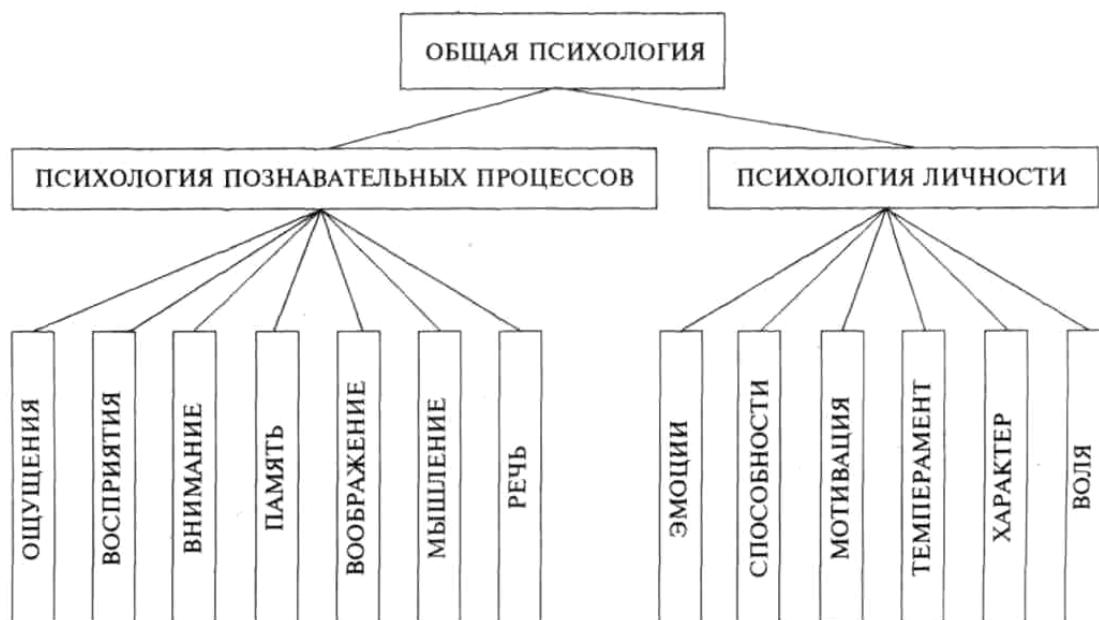 ОБЩАЯ ПСИХОЛОГИЯ
ПСИХОЛОГИЯ ПОЗНАВАТЕЛЬНЫХ ПРОЦЕССОВ
ПСИХОЛОГИЯ ЛИЧНОСТИ
ОЩУЩЕНИЯ
ВОСПРИЯТИЯ
ВНИМАНИЕ
ПАМЯТЬ
ВООБРАЖЕНИЕ
МЫШЛЕНИЕ
РЕЧЬ
ЭМОЦИИ
СПОСОБНОСТИ
МОТИВАЦИЯ
ТЕМПЕРАМЕНТ
ХАРАКТЕР
ВОЛЯ